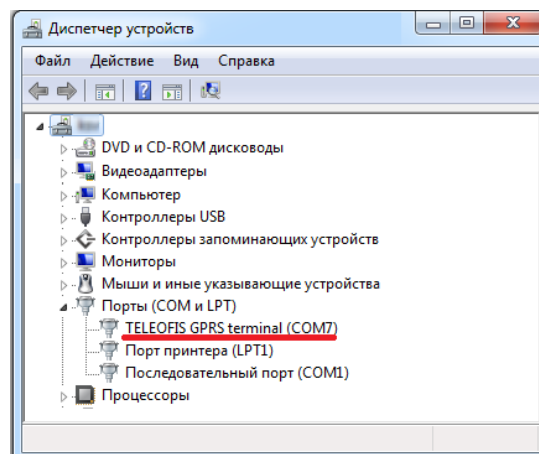 Диспетчер устройств
Файл Действие Вид Справка
DVD и CD-ROM дисководы
Видеоадаптеры
Компьютер
Контроллеры USB
Контроллеры запоминающих устройств
Мониторы
Мыши и иные указывающие устройства
Порты (COM и LPT)
TELEOFIS GPRS terminal (COM7)
Порт принтера (LPT1)
Последовательный порт (COM1)
Процессоры